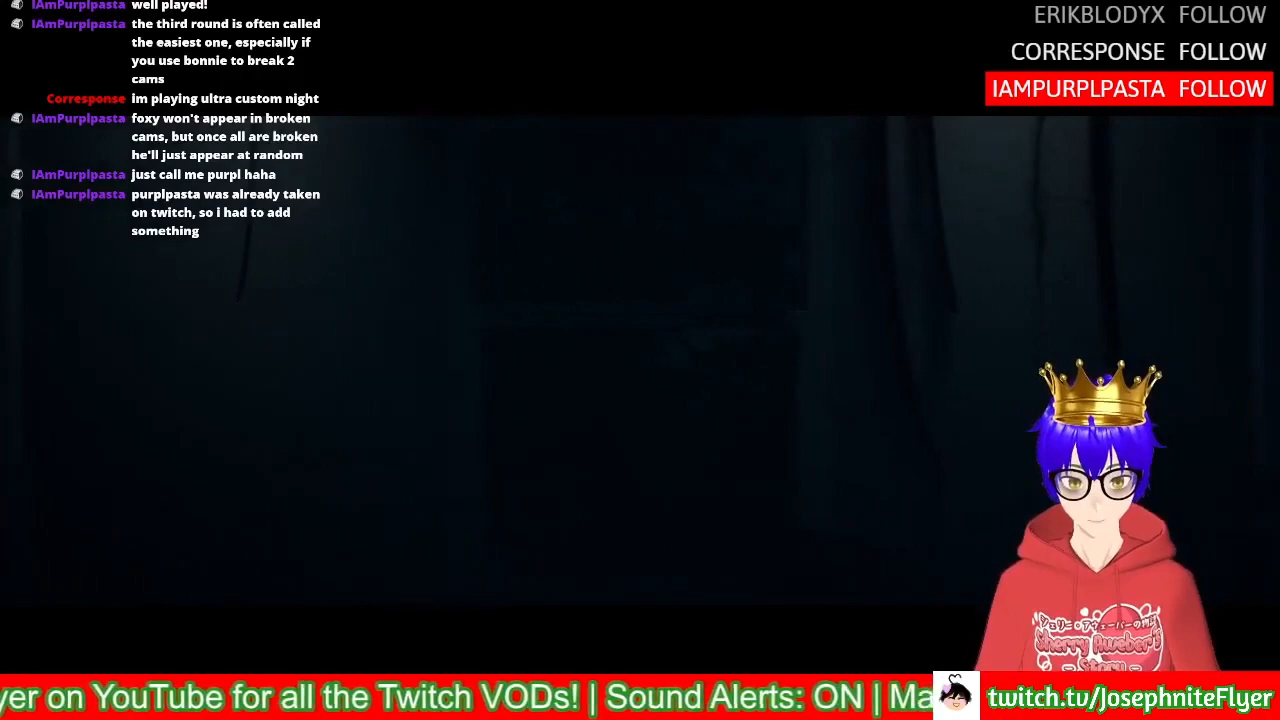 IAmPurplpasta well played!
IAmPurplpasta the third round is often called
the easiest one, especially if
you use bonnie to break 2
cams
Corresponse im playing ultra custom night
IAmPurplpasta foxy won't appear in broken
cams, but once all are broken
he'll just appear at random
IAmPurplpasta just call me purpl haha
IAmPurplpasta purplpasta was already taken
on twitch, so i had to add
something
ERIKBLODYX FOLLOW
CORRESPONSE FOLLOW
IAMPURPLPASTA FOLLOW
Sherry Aweber's
Story
yer on YouTube for all the Twitch VODs! | Sound Alerts: ON | Ma
twitch.tv/JosephniteFlyer